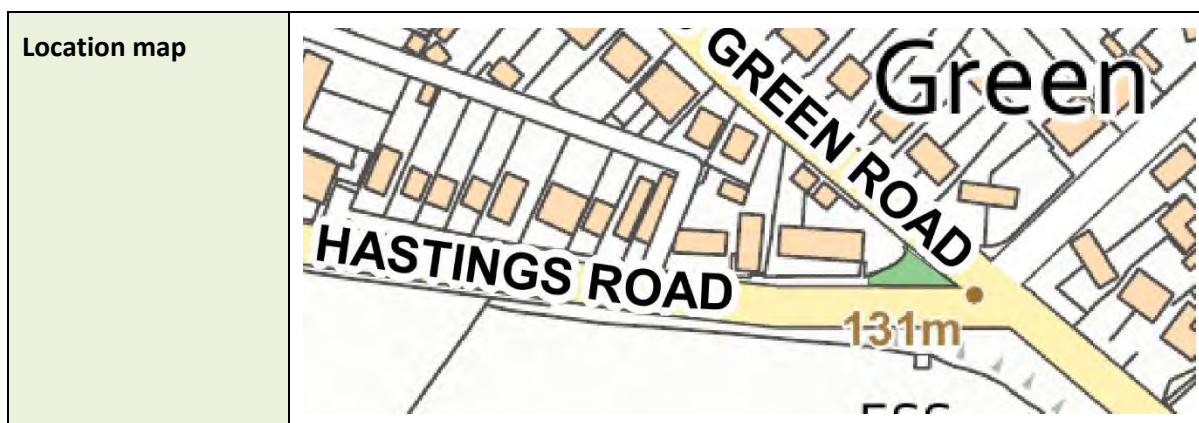 Location map
Green
GREEN ROAD
HASTINGS ROAD
131m